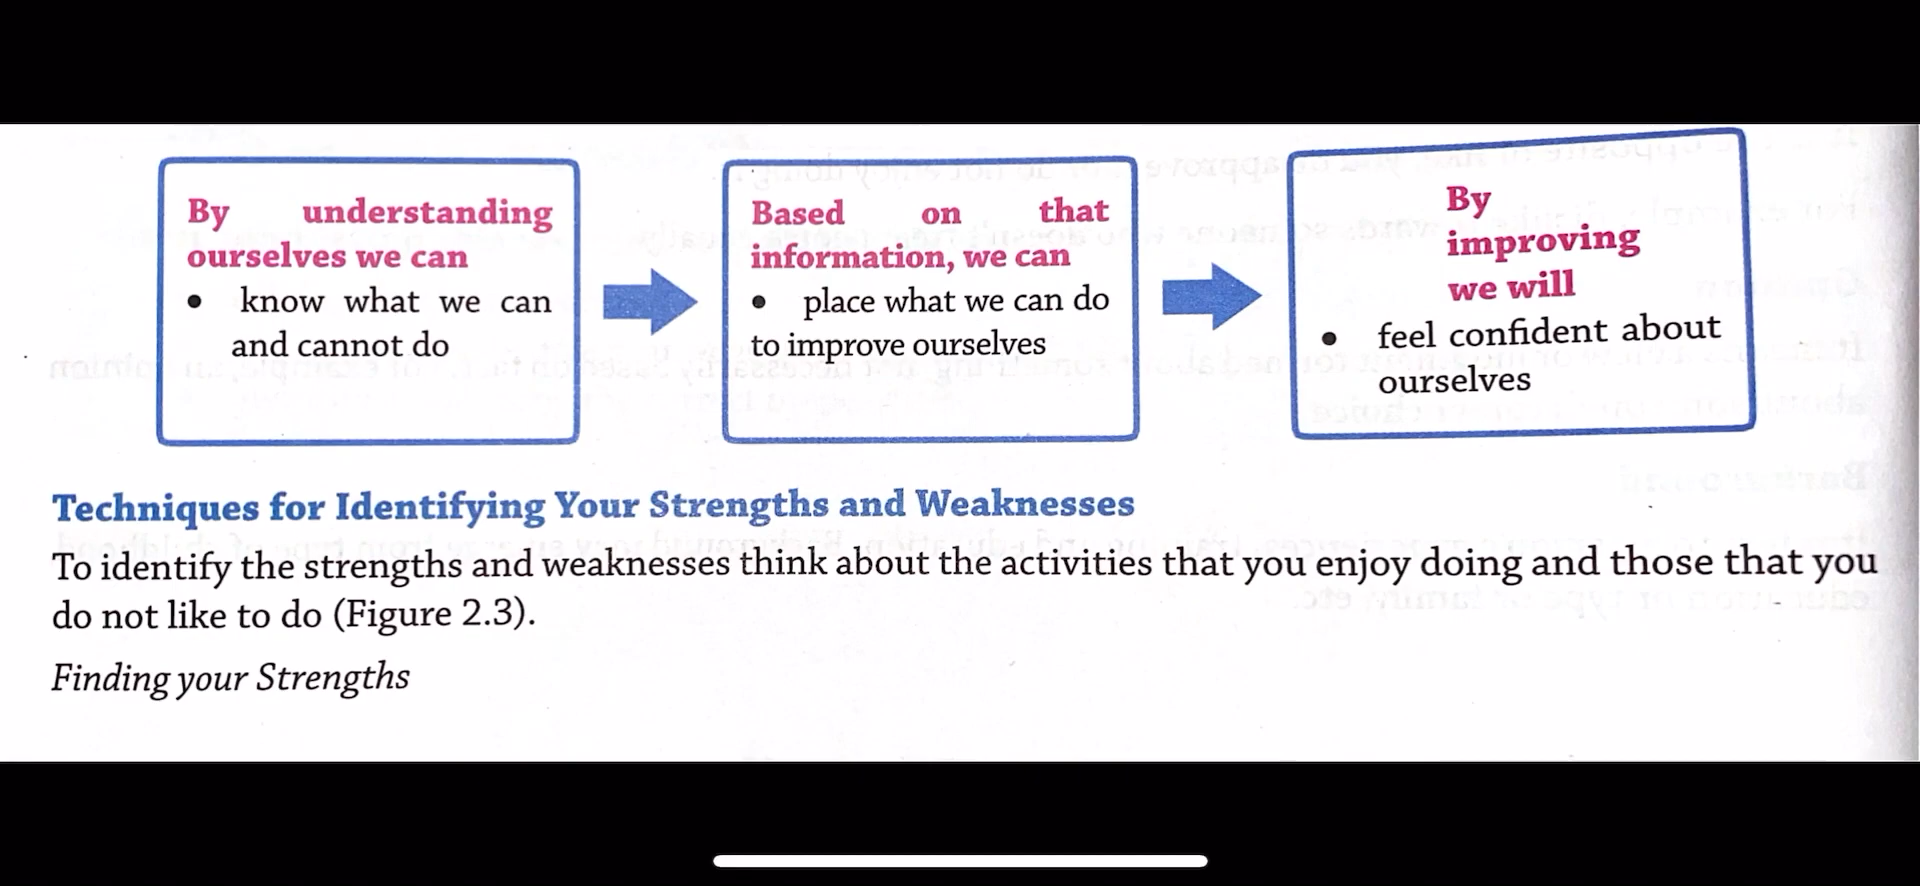 By understanding
ourselves we can
• know what we can
and cannot do
Based on that
information, we can
• place what we can do
to improve ourselves
By
improving
we will
• feel confident about
ourselves
Techniques for Identifying Your Strengths and Weaknesses
To identify the strengths and weaknesses think about the activities that you enjoy doing and those that you
do not like to do (Figure 2.3).
Finding your Strengths